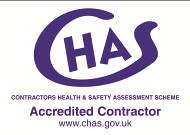 CHAS
CONTRACTORS HEALTH & SAFETY ASSESSMENT SCHEME
Accredited Contractor
www.chas.gov.uk